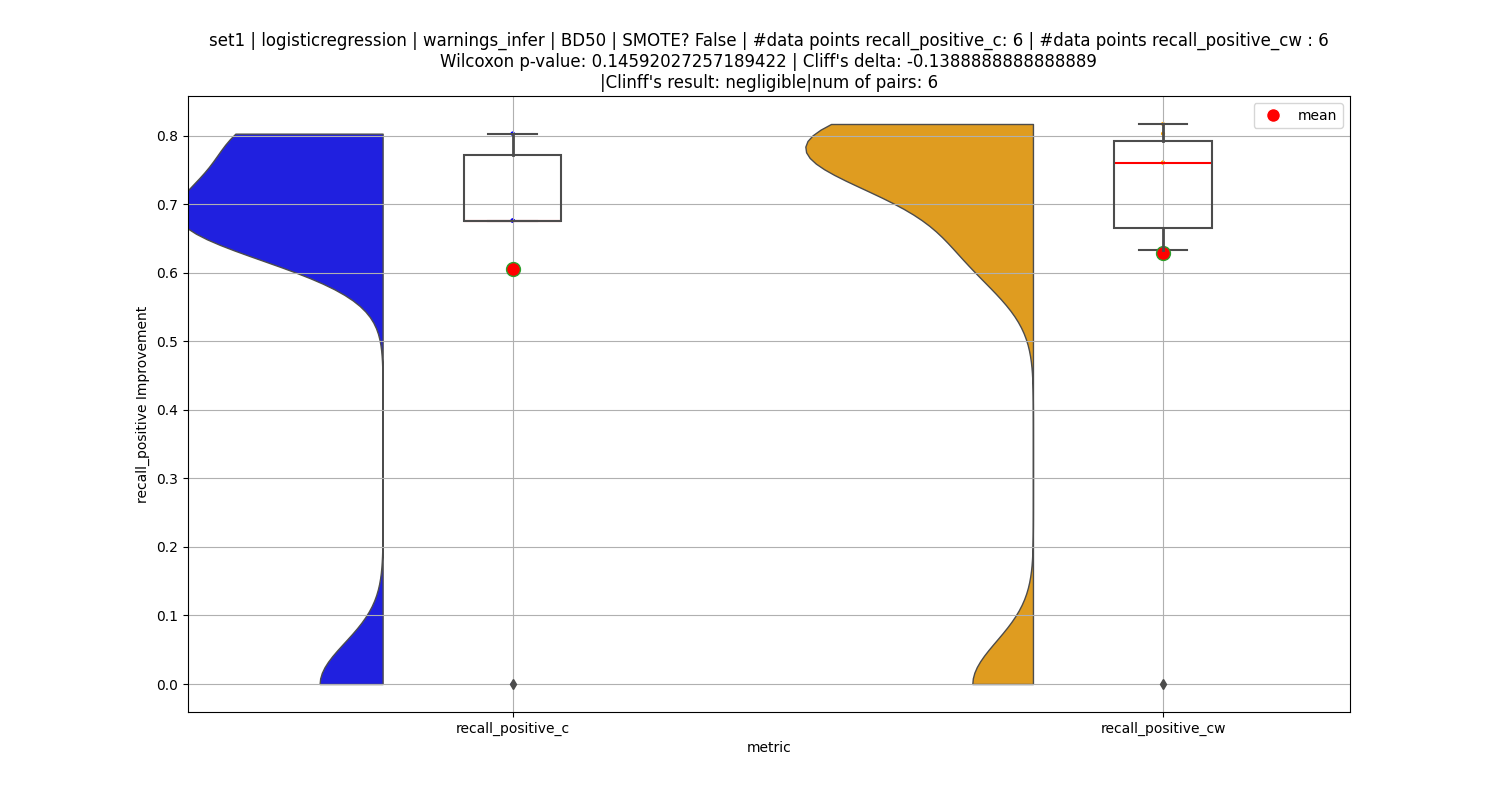 set1 | logisticregression | warnings_infer | BD50 | SMOTE? False | #data points recall_positive_c: 6 | #data points recall_positive_cw : 6
Wilcoxon p-value: 0.14592027257189422 | Cliff's delta: -0.1388888888888889
|Clinff's result: negligible|num of pairs: 6
mean
0.8
0.7
0.6
0.5
0.4
0.3
0.2
0.1
0.0
recall_positive Improvement
recall_positive_c
recall_positive_cw
metric